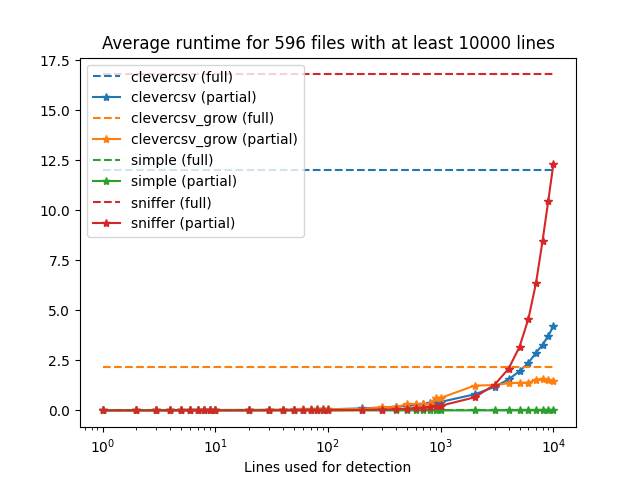 Average runtime for 596 files with at least 10000 lines
17.5
15.0
12.5
10.0
7.5
5.0
2.5
0.0
clevercsv (full)
clevercsv (partial)
clevercsv_grow (full)
clevercsv_grow (partial)
simple (full)
simple (partial)
sniffer (full)
sniffer (partial)
10⁰ 10¹ 10² 10³ 10⁴
Lines used for detection